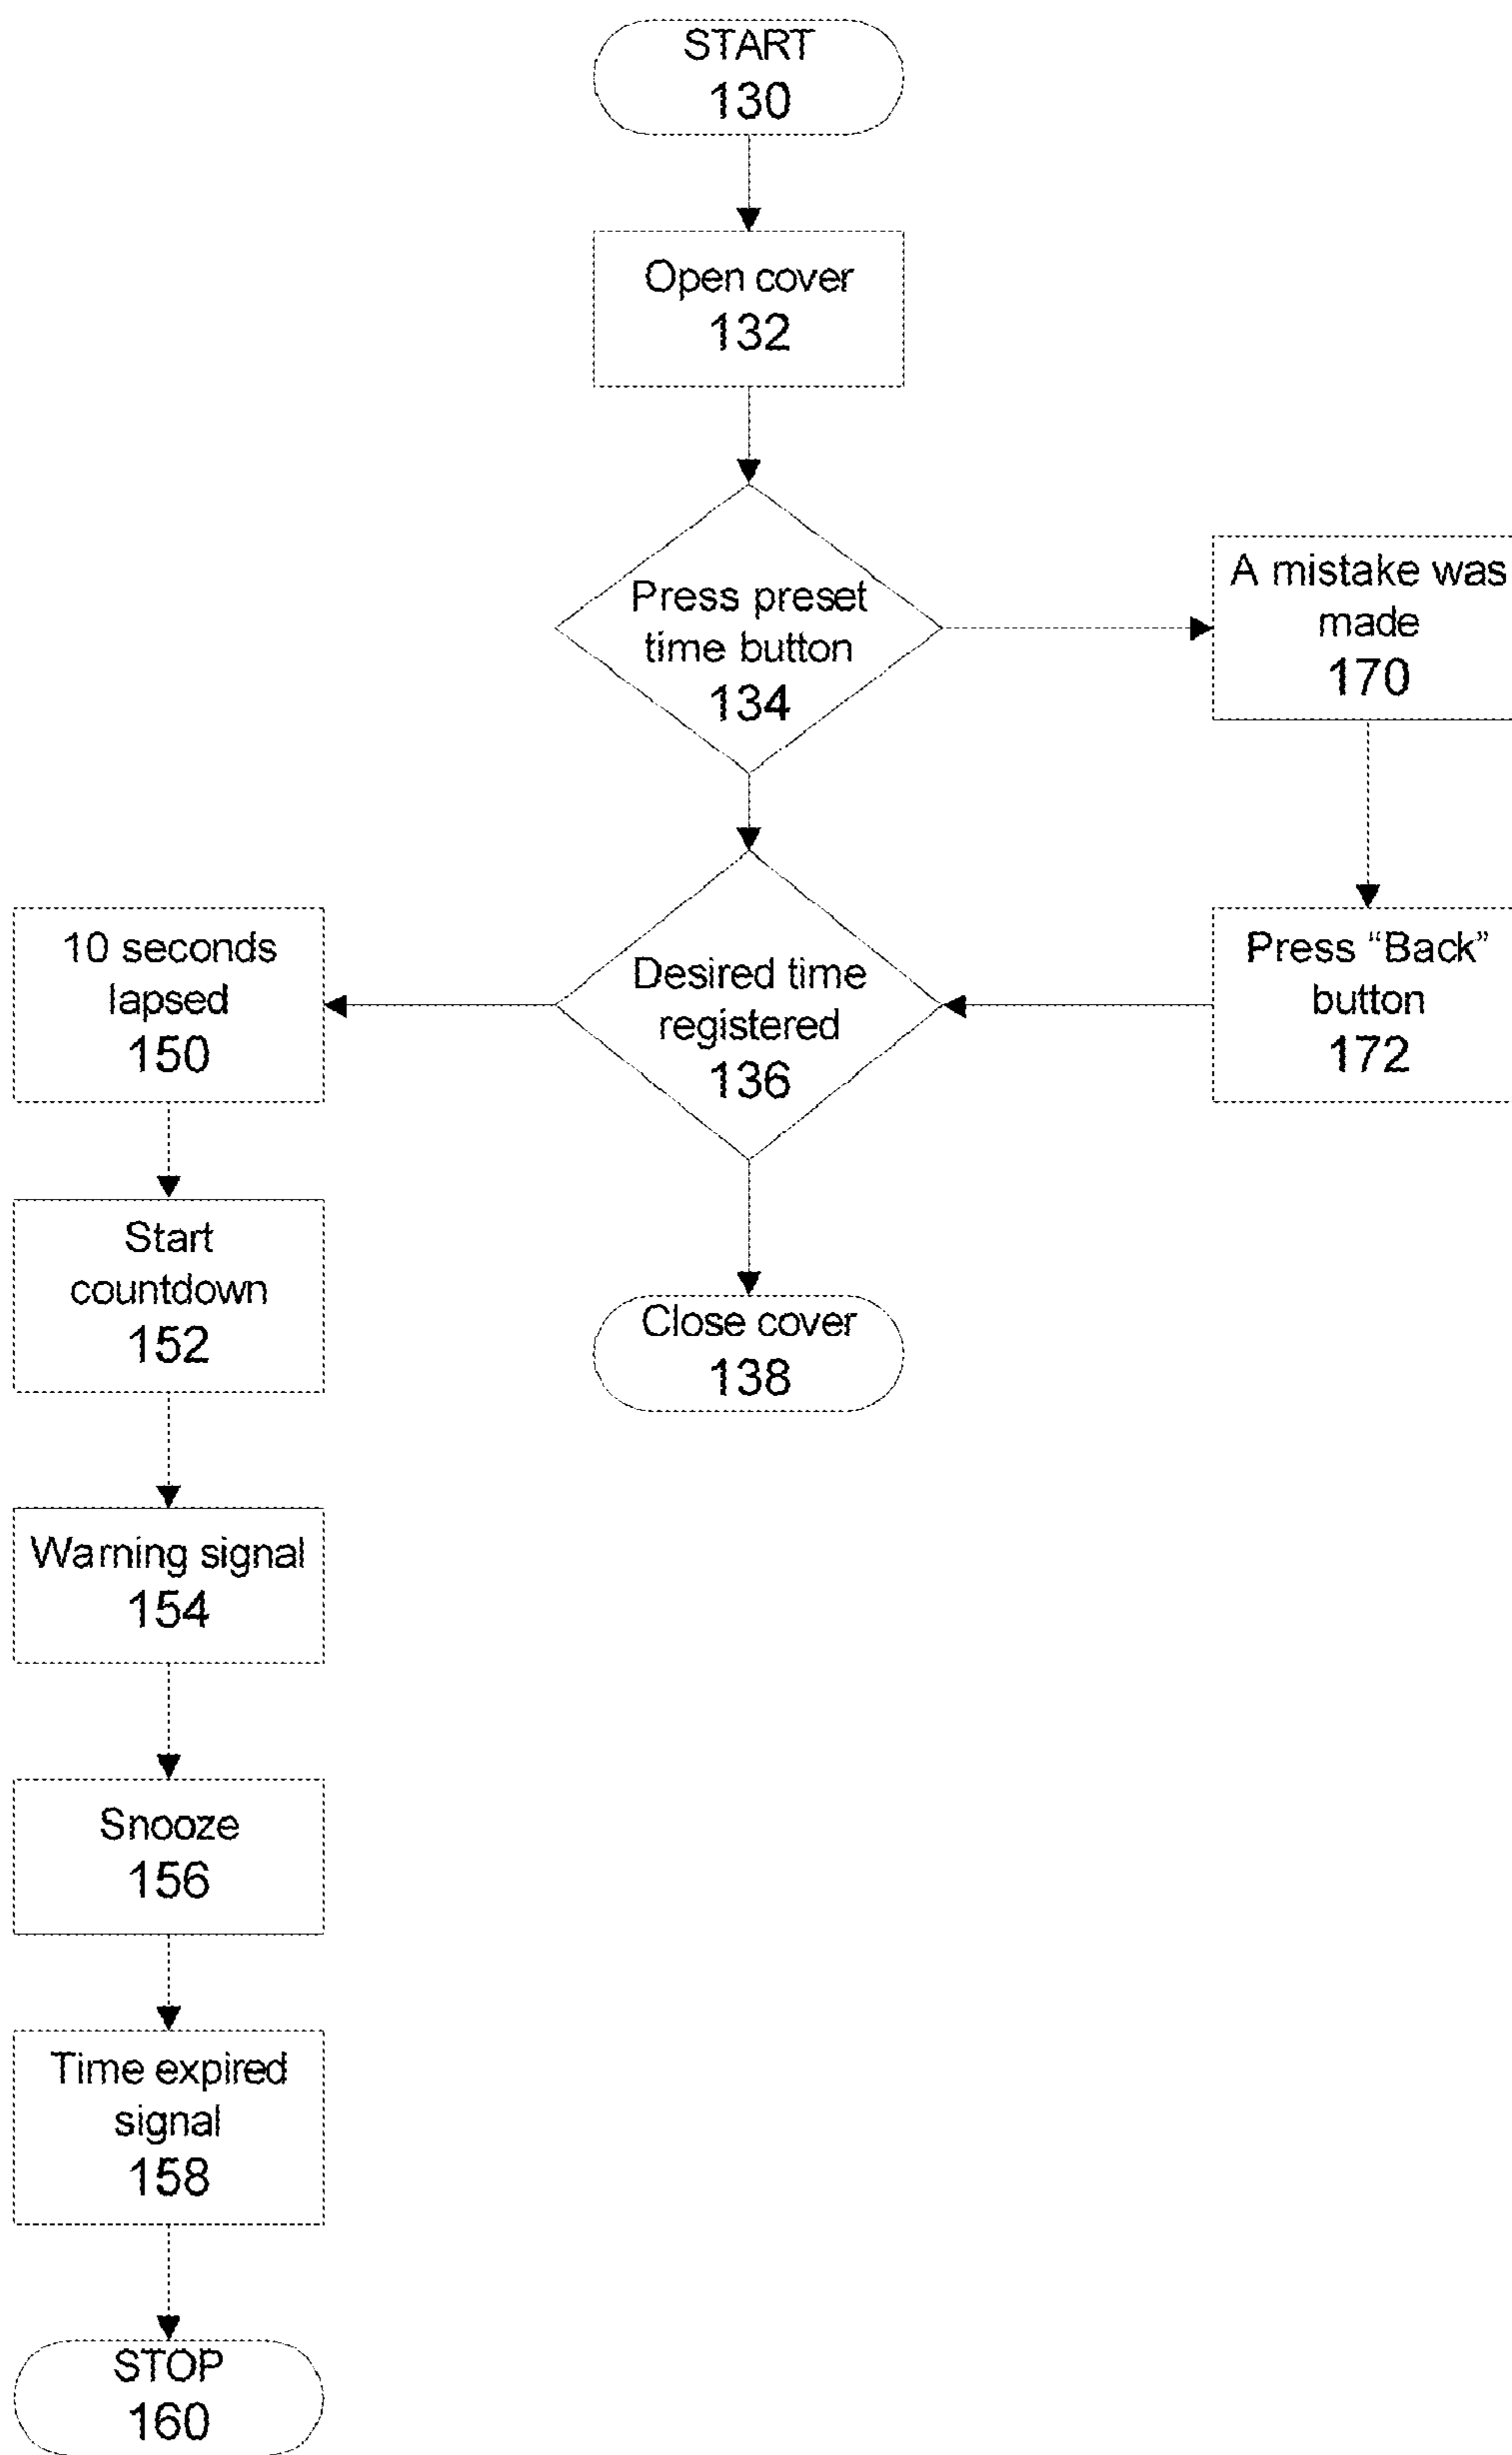 START
130
Open cover
132
Press preset
time button
134
A mistake was
made
170
10 seconds
lapsed
150
Desired time
registered
136
Press “Back”
button
172
Start
countdown
152
Close cover
138
Warning signal
154
Snooze
156
Time expired
signal
158
STOP
160